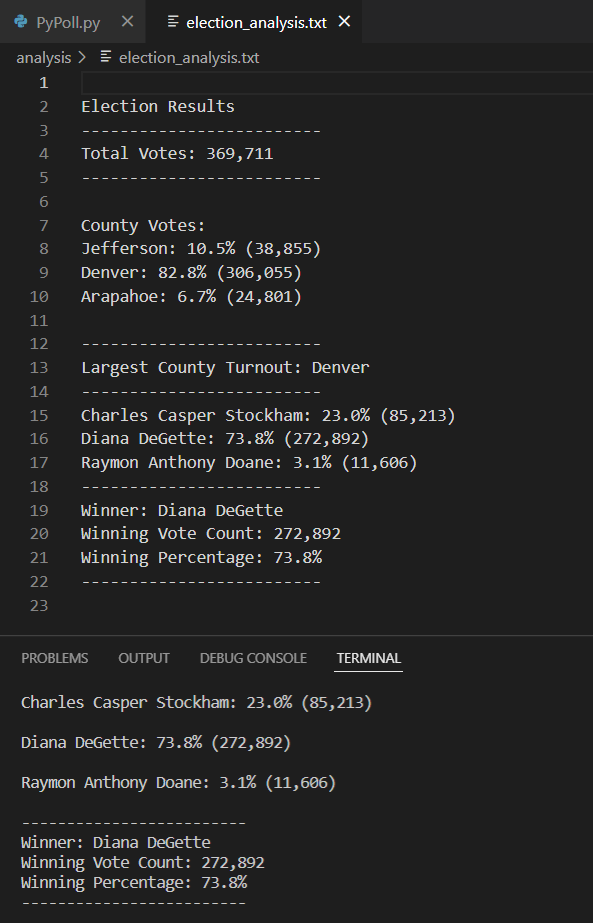 PyPoll.py
election_analysis.txt
analysis > election_analysis.txt
1
2 Election Results
3 -------------------------
4 Total Votes: 369,711
5 -------------------------
6
7 County Votes:
8 Jefferson: 10.5% (38,855)
9 Denver: 82.8% (306,055)
10 Arapahoe: 6.7% (24,801)
11
12 -------------------------
13 Largest County Turnout: Denver
14 -------------------------
15 Charles Casper Stockham: 23.0% (85,213)
16 Diana DeGette: 73.8% (272,892)
17 Raymon Anthony Doane: 3.1% (11,606)
18 -------------------------
19 Winner: Diana DeGette
20 Winning Vote Count: 272,892
21 Winning Percentage: 73.8%
22 -------------------------
23
PROBLEMS OUTPUT DEBUG CONSOLE TERMINAL
Charles Casper Stockham: 23.0% (85,213)
Diana DeGette: 73.8% (272,892)
Raymon Anthony Doane: 3.1% (11,606)
-------------------------
Winner: Diana DeGette
Winning Vote Count: 272,892
Winning Percentage: 73.8%
-------------------------